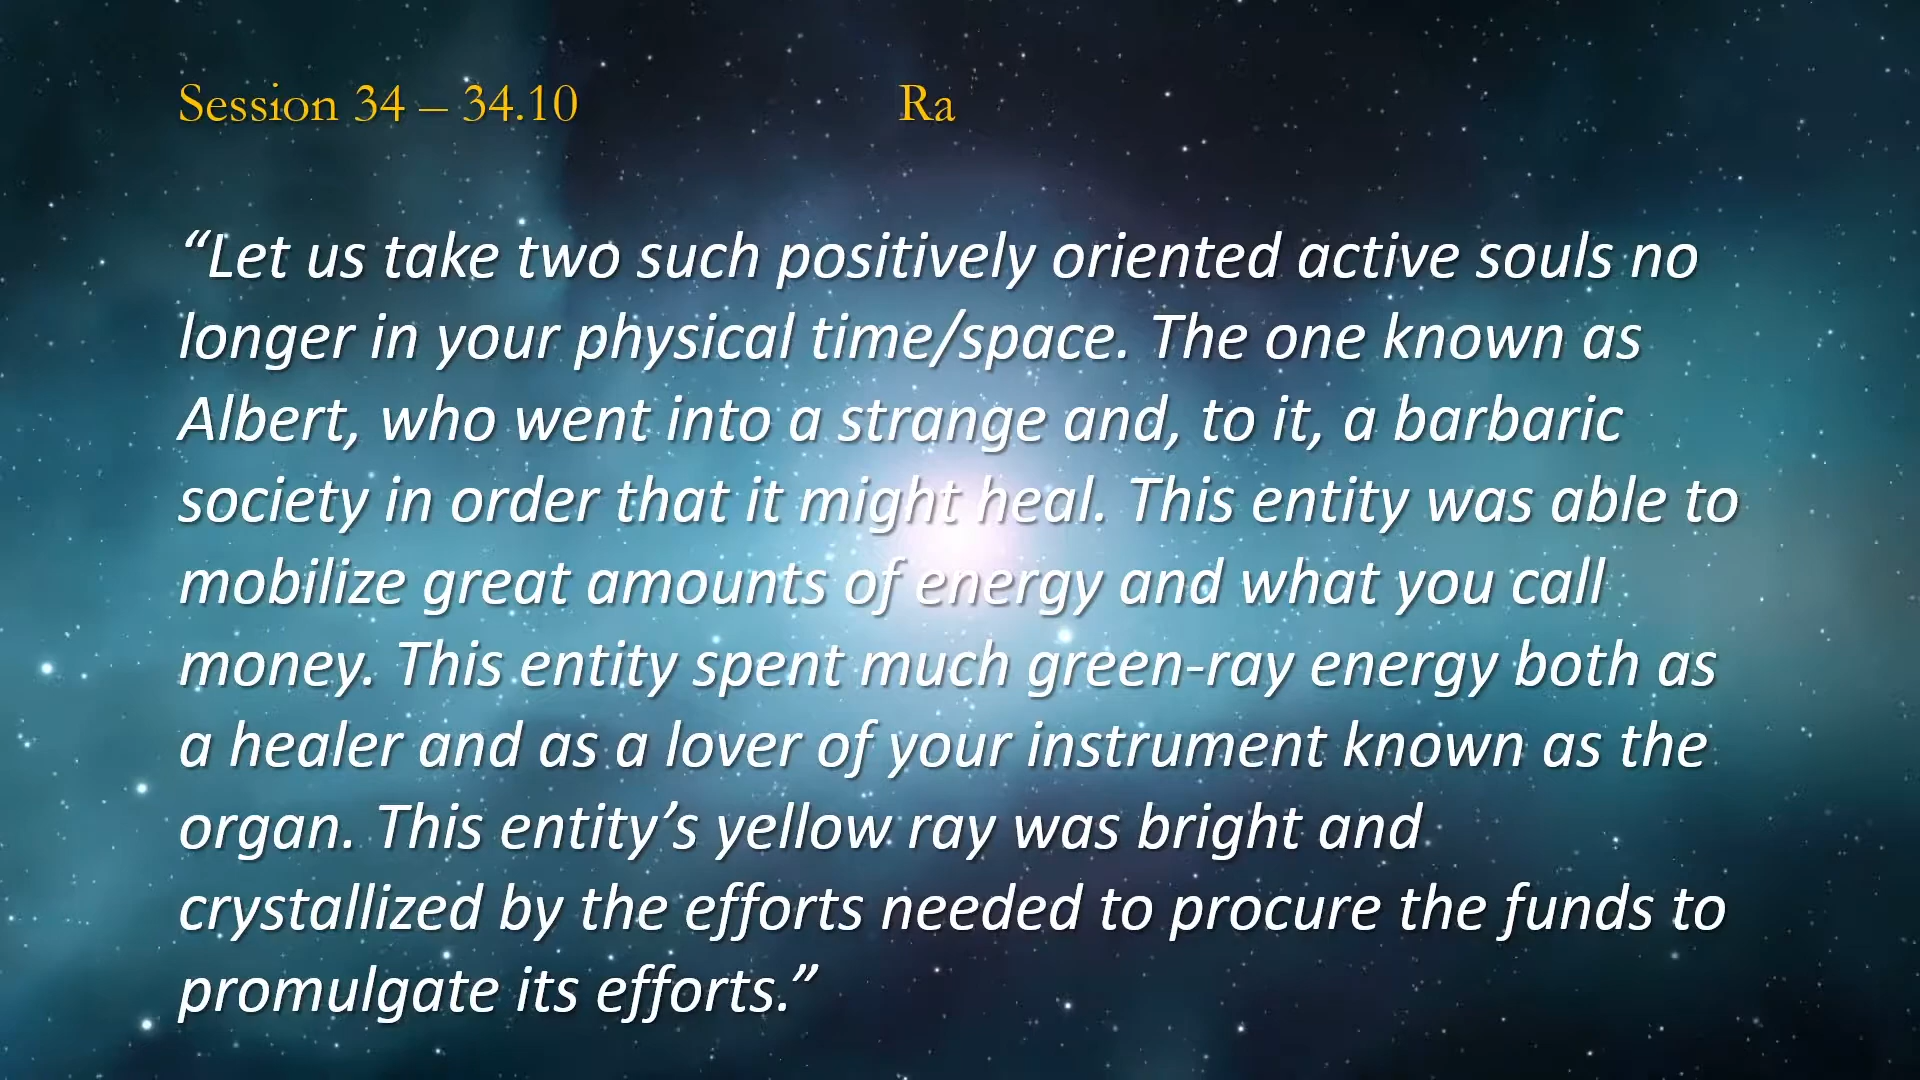 Session 34 – 34.10 Ra
“Let us take two such positively oriented active souls no
longer in your physical time/space. The one known as
Albert, who went into a strange and, to it, a barbaric
society in order that it might heal. This entity was able to
mobilize great amounts of energy and what you call
money. This entity spent much green-ray energy both as
a healer and as a lover of your instrument known as the
organ. This entity’s yellow ray was bright and
crystallized by the efforts needed to procure the funds to
promulgate its efforts.”